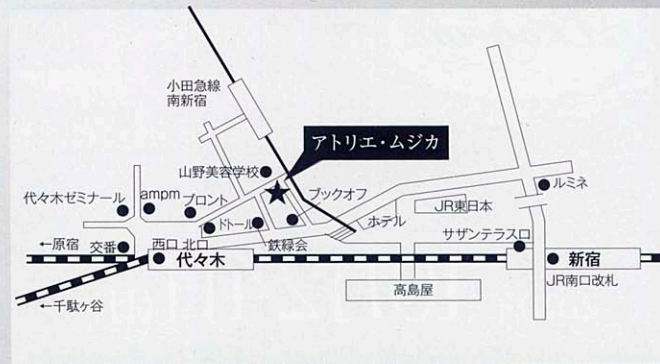 小田急線
南新宿
アトリエ・ムジカ
山野美容学校
代々木ゼミナール
ampm
プロント
ブックオフ
ドトール
鉄緑会
ホテル
JR東日本
ルミネ
サザンテラス口
←原宿
交番
西口 北口
代々木
新宿
JR南口改札
高島屋
←千駄ヶ谷